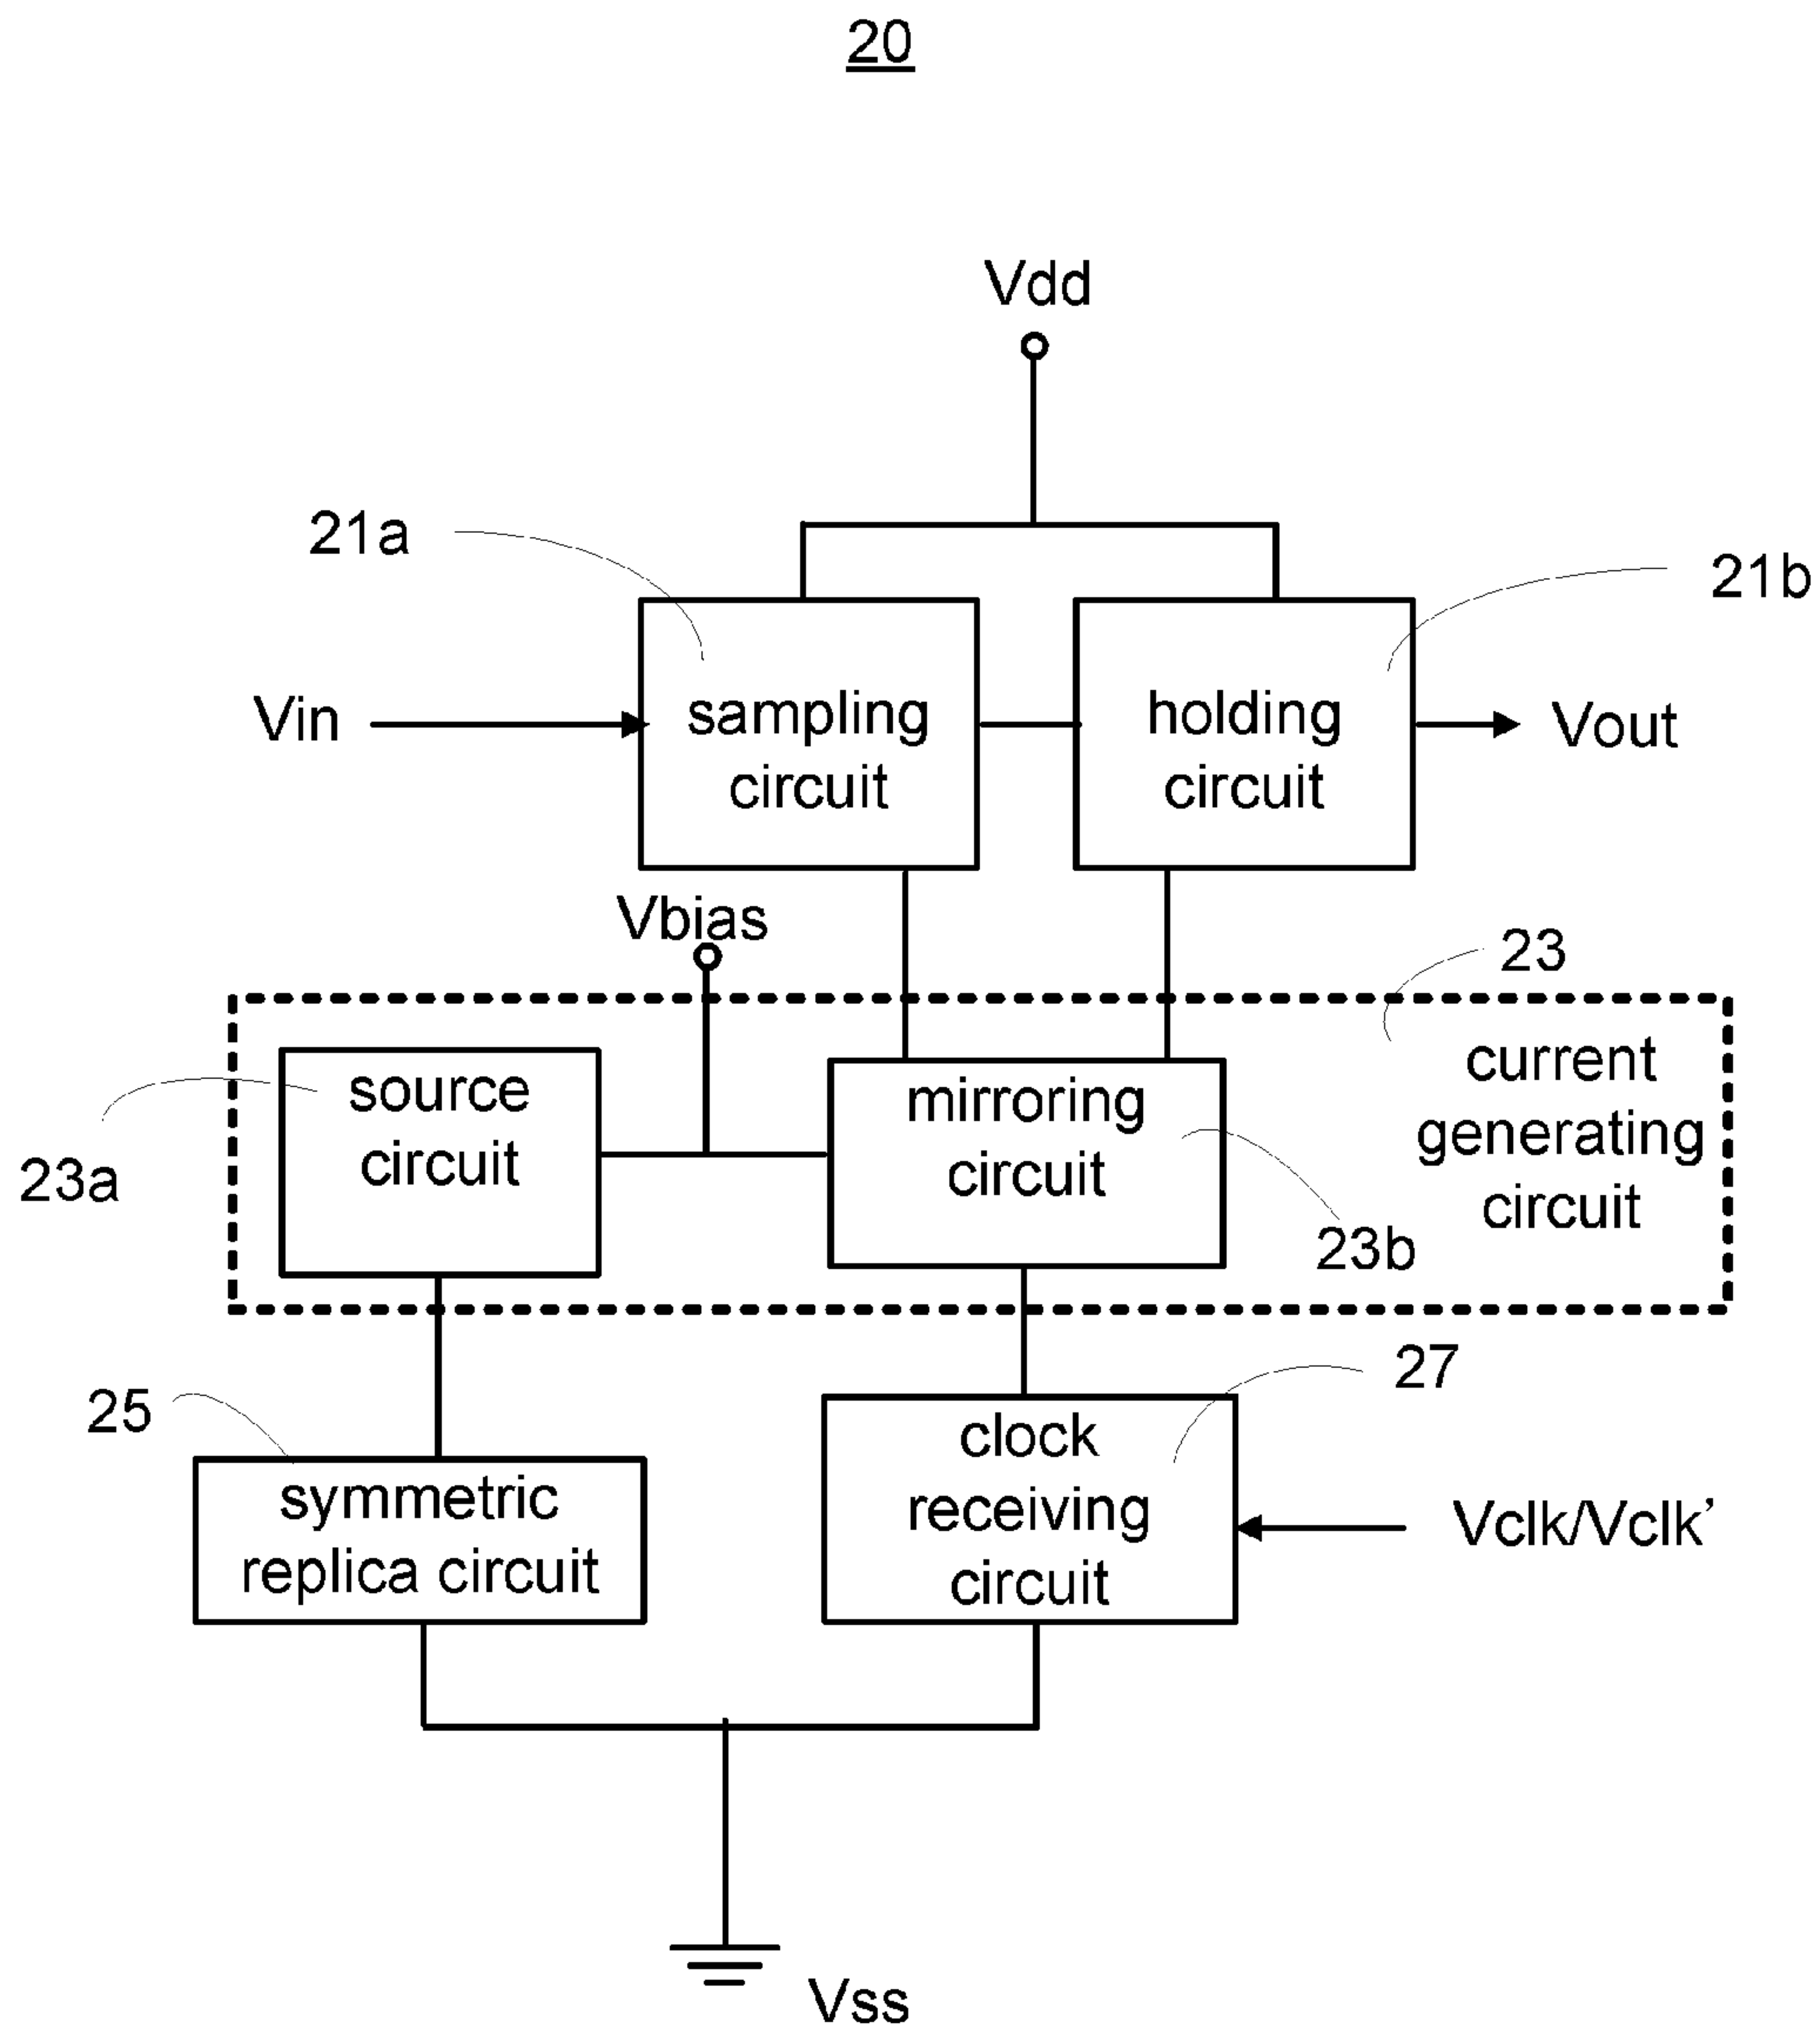 20
Vdd
21a
21b
Vin
sampling
circuit
holding
circuit
Vout
Vbias
23
source
circuit
mirroring
circuit
current
generating
circuit
23a
23b
27
25
symmetric
replica circuit
clock
receiving
circuit
Vclk/Vclk’
Vss